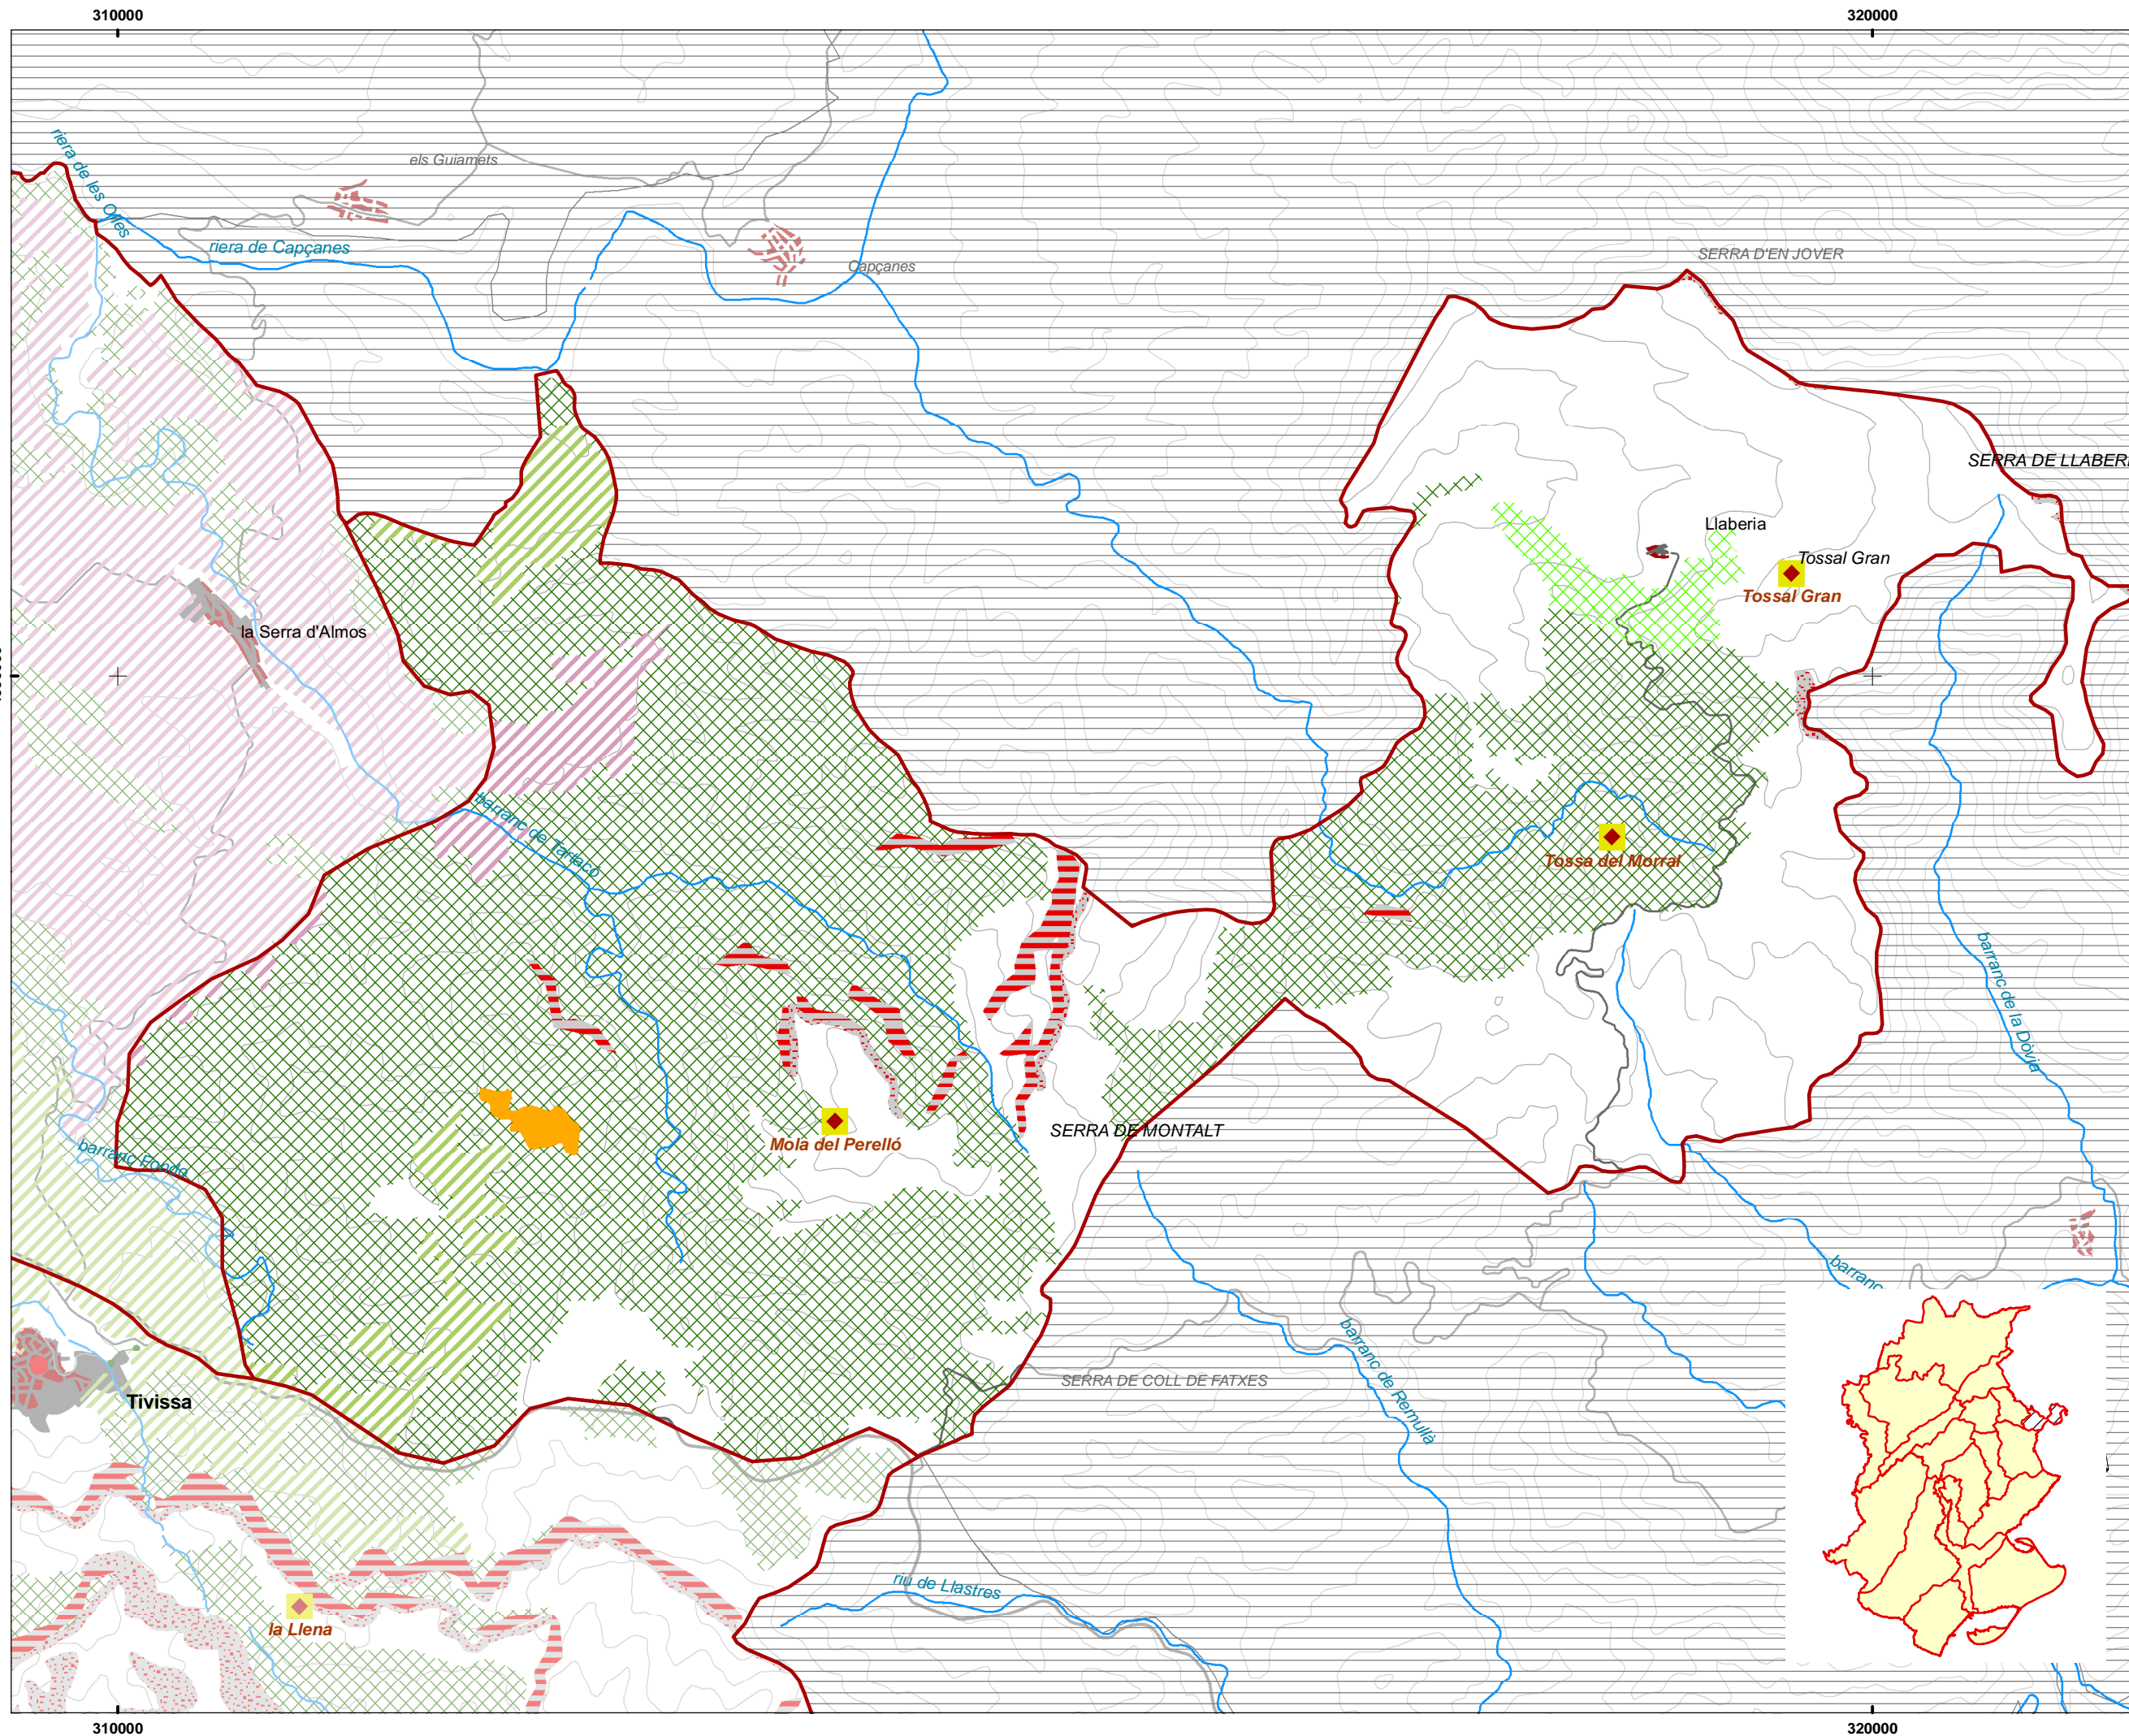 310000
320000
riera de les Olles
els Guiamets
riera de Capçanes
Capçanes
SERRA D'EN JOVER
SERRA DE LLABERI
Llaberia
Tossal Gran
Tossal Gran
la Serra d'Almos
barranc de Tarlacó
Tossa del Morral
barranc de la Dòvia
SERRA DE MONTALT
Mola del Perelló
barranc Fondo
barranc
barranc de Remullà
SERRA DE COLL DE FATXES
Tivissa
riu de Llastres
la Llena
310000
320000